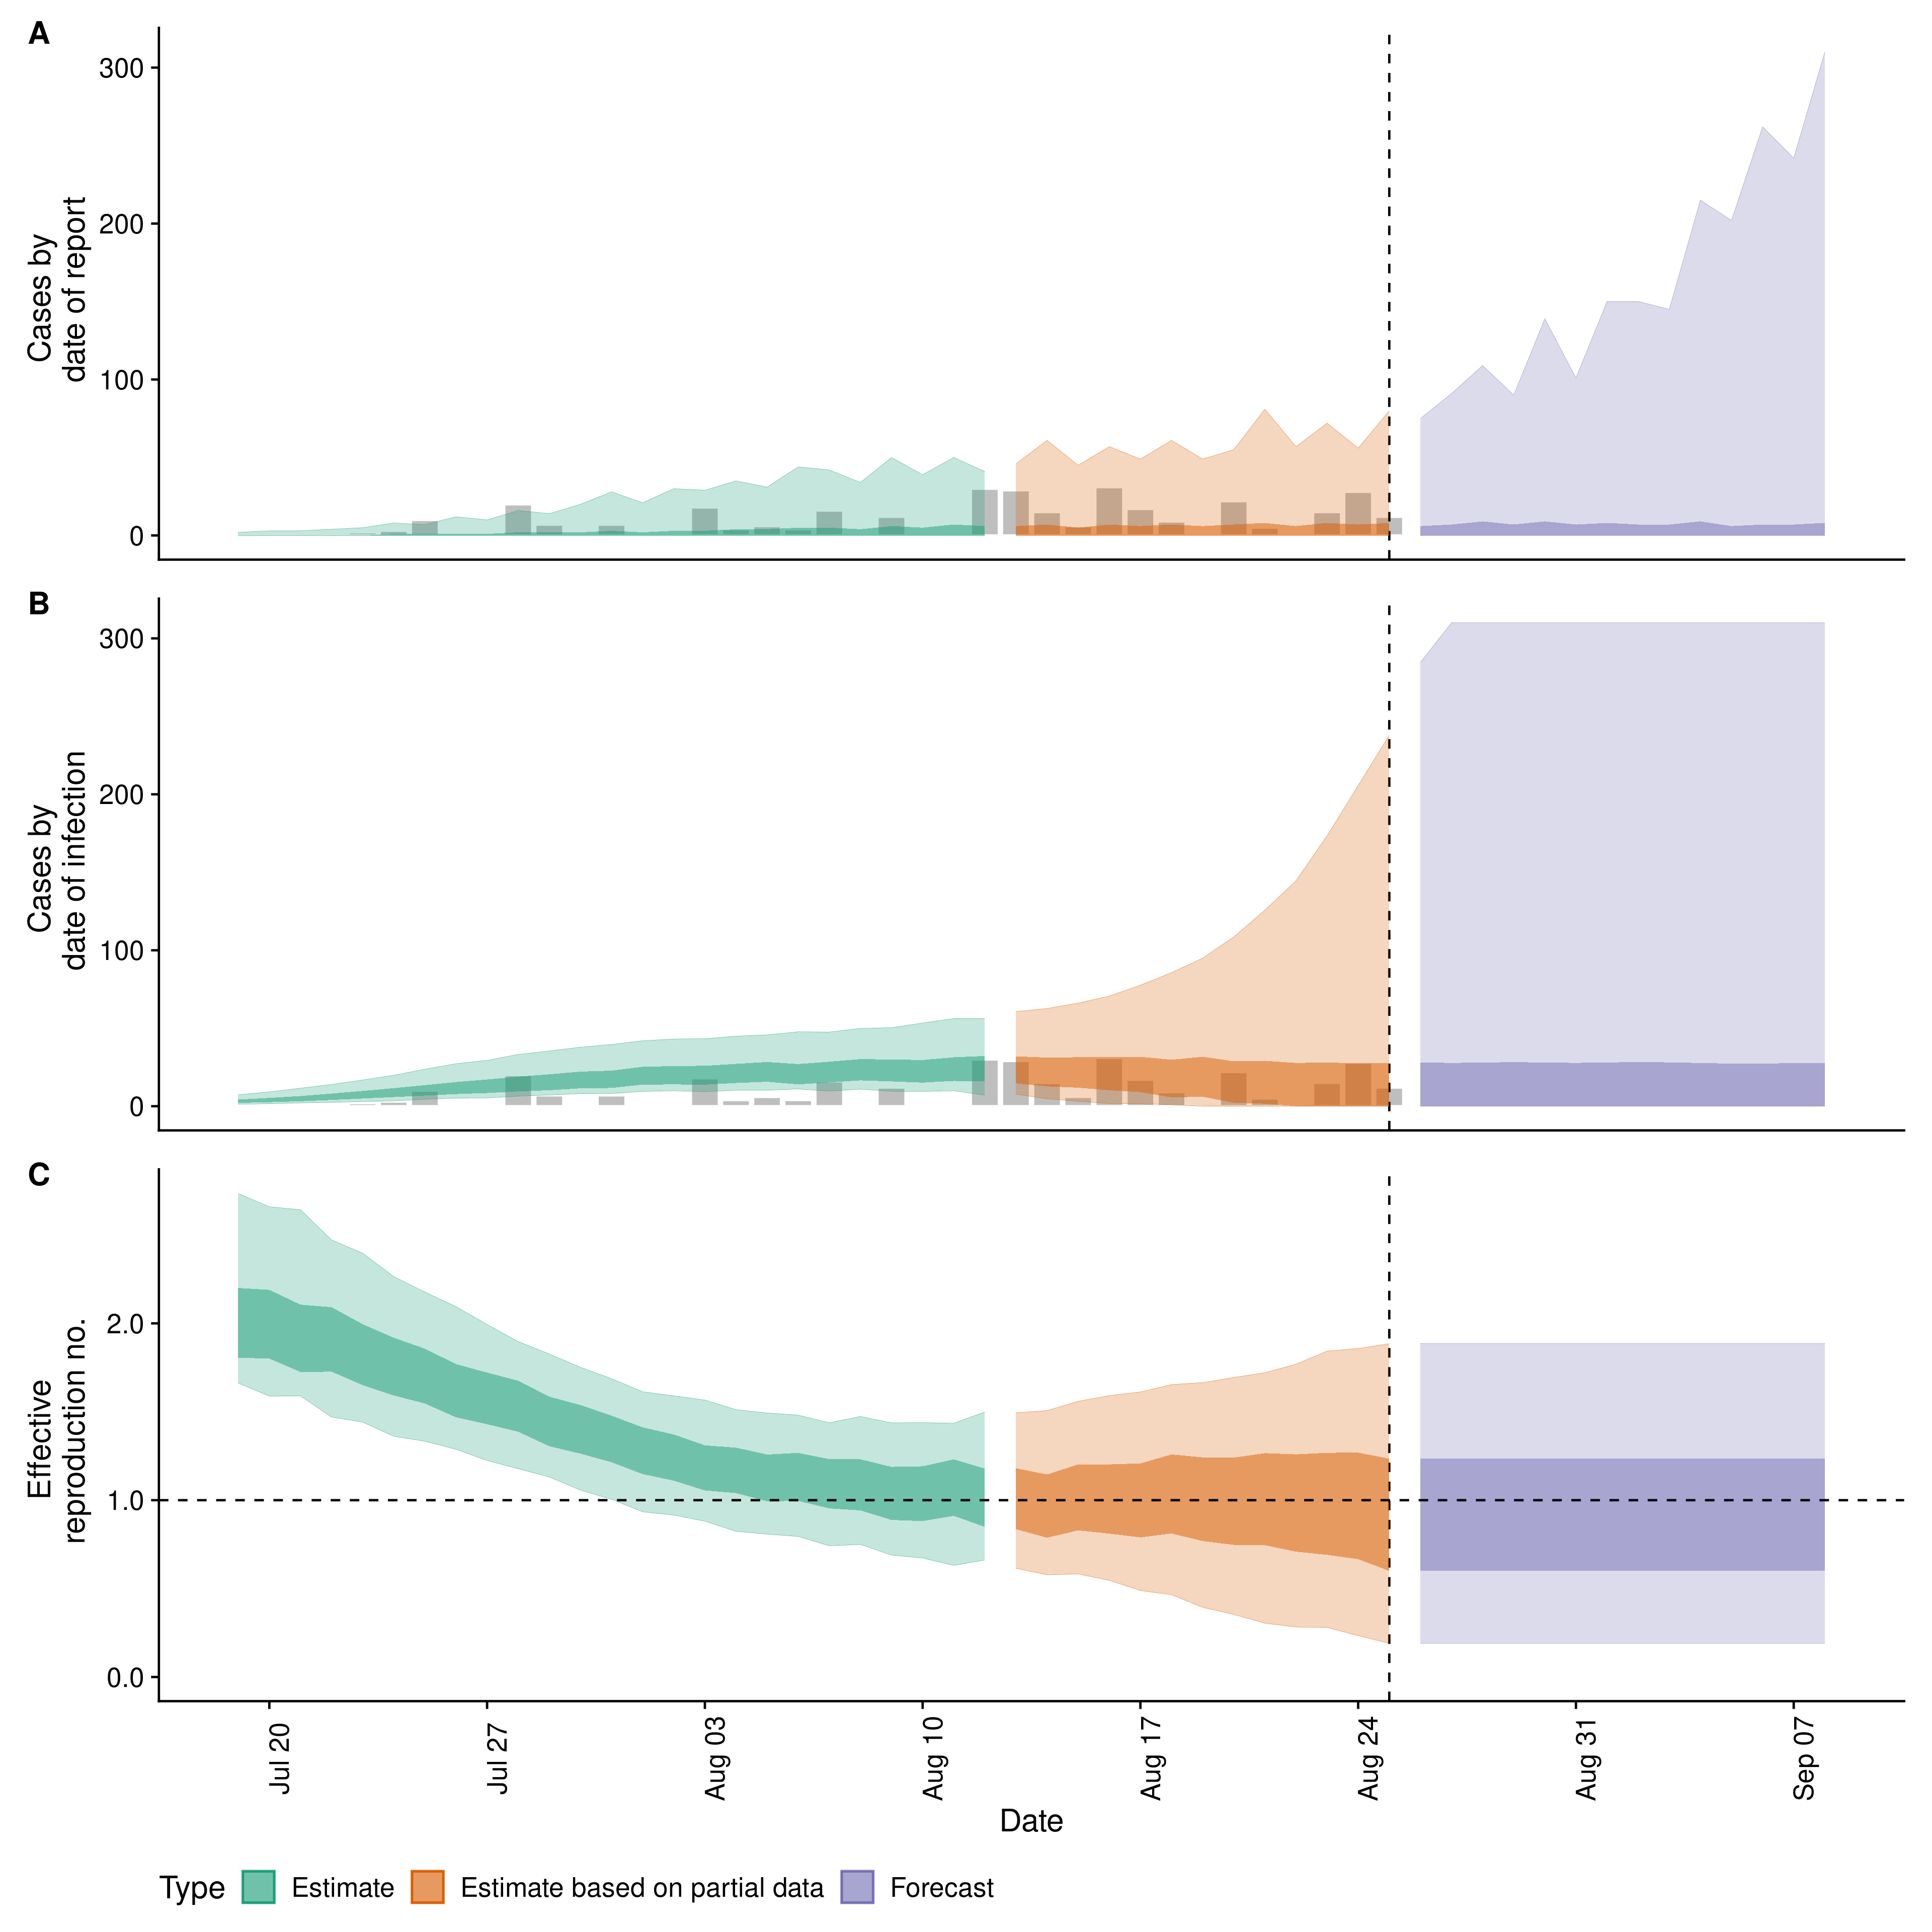 A
300
200
100
0
Cases by
date of report
B
300
200
100
0
Cases by
date of infection
C
2.0
1.0
0.0
Effective
reproduction no.
Jul 20
Jul 27
Aug 03
Aug 10
Aug 17
Aug 24
Aug 31
Sep 07
Date
Type Estimate Estimate based on partial data Forecast